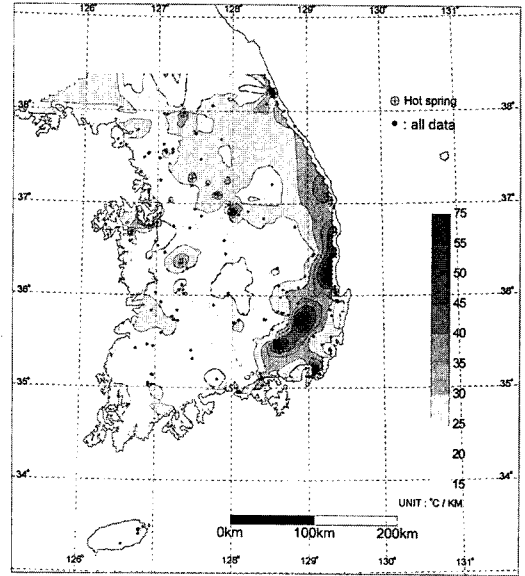 126° 127° 128° 129° 130° 131°
38° 38°
⊕ Hot spring
• : all data
37° 37°
75
55
50
45
40
35
30
25
20
15
36° 36°
35° 35°
34° 34°
UNIT : °C / KM
0km 100km 200km
126° 127° 128° 129° 130° 131°